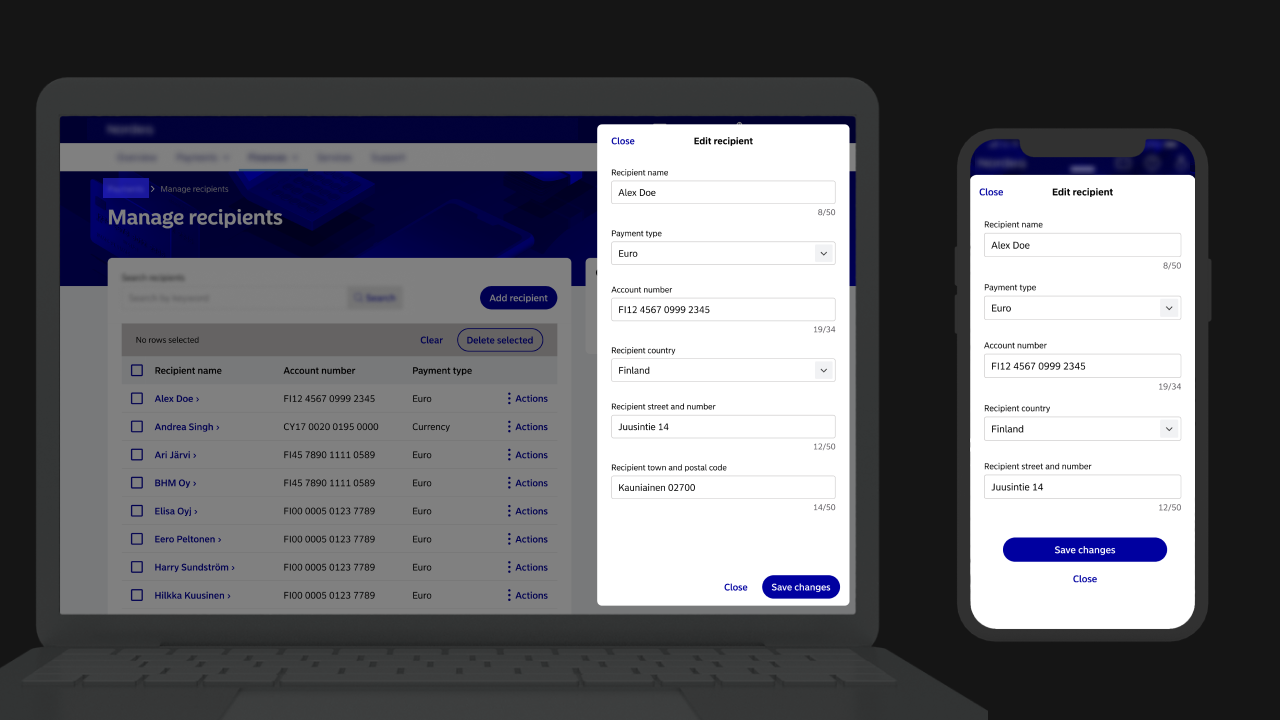 Nordea
Overview Payments Finances Services Support
Payments › Manage recipients
Manage recipients
Search recipients
Search by keyword Search Add recipient
No rows selected Clear Delete selected
Recipient name Account number Payment type
Alex Doe › FI12 4567 0999 2345 Euro Actions
Andrea Singh › CY17 0020 0195 0000 Currency Actions
Ari Järvi › FI45 7890 1111 0589 Euro Actions
BHM Oy › FI45 7890 1111 0589 Euro Actions
Elisa Oyj › FI00 0005 0123 7789 Euro Actions
Eero Peltonen › FI00 0005 0123 7789 Euro Actions
Harry Sundström › FI00 0005 0123 7789 Euro Actions
Hilkka Kuusinen › FI00 0005 0123 7789 Euro Actions
Close Edit recipient
Recipient name
Alex Doe
8/50
Payment type
Euro
Account number
FI12 4567 0999 2345
19/34
Recipient country
Finland
Recipient street and number
Juusintie 14
12/50
Recipient town and postal code
Kauniainen 02700
14/50
Close Save changes
Nordea
Close Edit recipient
Recipient name
Alex Doe
8/50
Payment type
Euro
Account number
FI12 4567 0999 2345
19/34
Recipient country
Finland
Recipient street and number
Juusintie 14
12/50
Save changes
Close